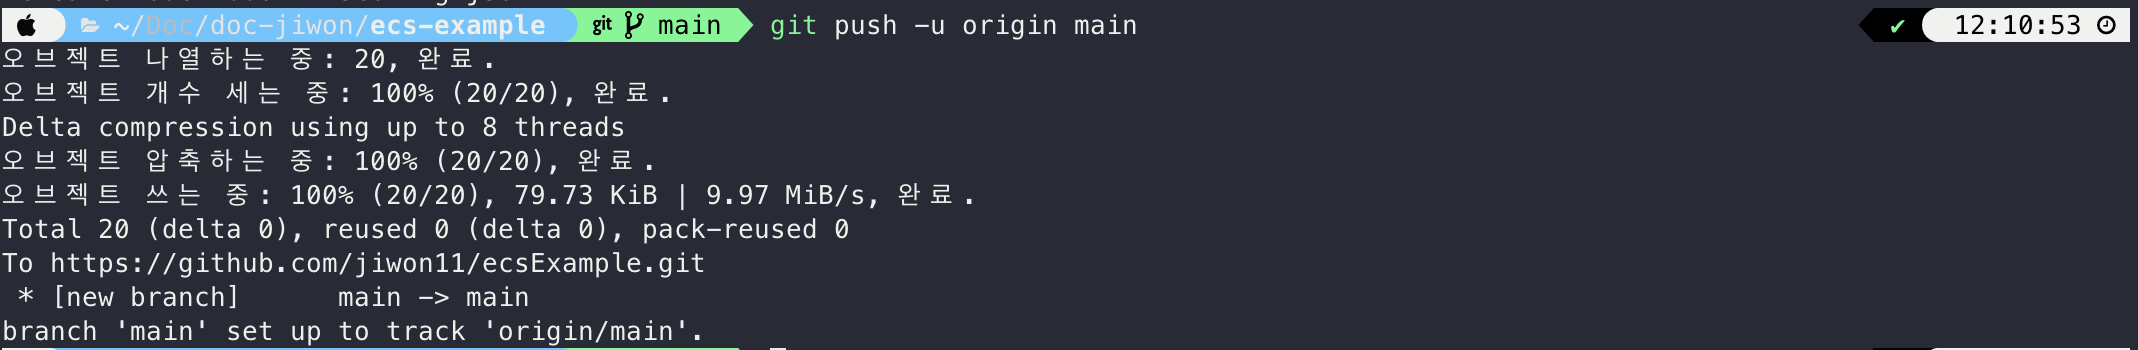 ~/Doc/doc-jiwon/ecs-example git main git push -u origin main ✔ 12:10:53
오브젝트 나열하는 중: 20, 완료.
오브젝트 개수 세는 중: 100% (20/20), 완료.
Delta compression using up to 8 threads
오브젝트 압축하는 중: 100% (20/20), 완료.
오브젝트 쓰는 중: 100% (20/20), 79.73 KiB | 9.97 MiB/s, 완료.
Total 20 (delta 0), reused 0 (delta 0), pack-reused 0
To https://github.com/jiwon11/ecsExample.git
 * [new branch]      main -> main
branch 'main' set up to track 'origin/main'.